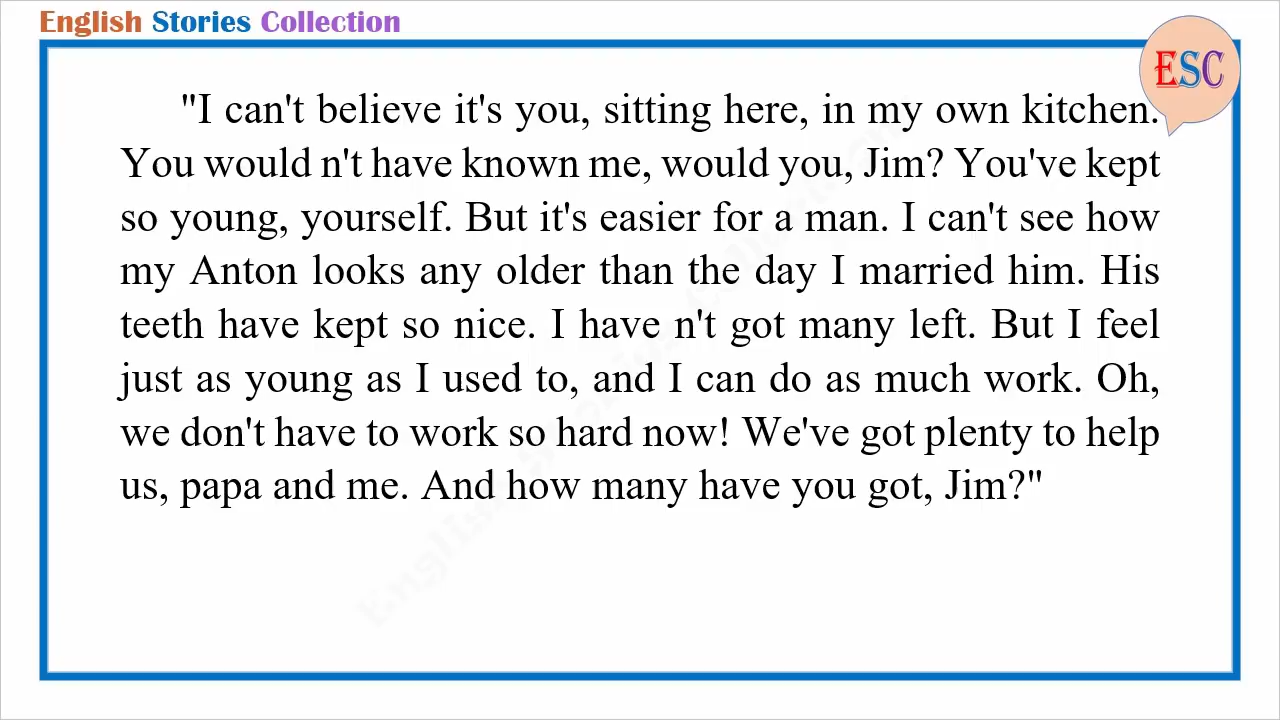 English Stories Collection
ESC
"I can't believe it's you, sitting here, in my own kitchen.
You would n't have known me, would you, Jim? You've kept
so young, yourself. But it's easier for a man. I can't see how
my Anton looks any older than the day I married him. His
teeth have kept so nice. I have n't got many left. But I feel
just as young as I used to, and I can do as much work. Oh,
we don't have to work so hard now! We've got plenty to help
us, papa and me. And how many have you got, Jim?"